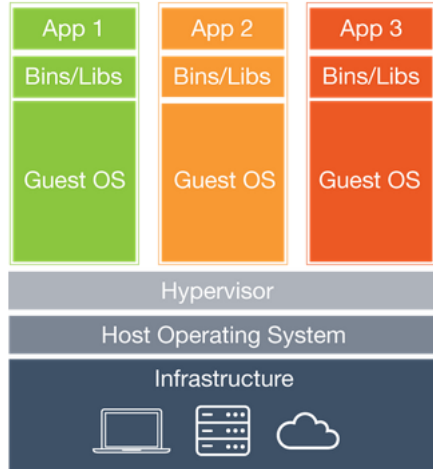 App 1
App 2
App 3
Bins/Libs
Bins/Libs
Bins/Libs
Guest OS
Guest OS
Guest OS
Hypervisor
Host Operating System
Infrastructure